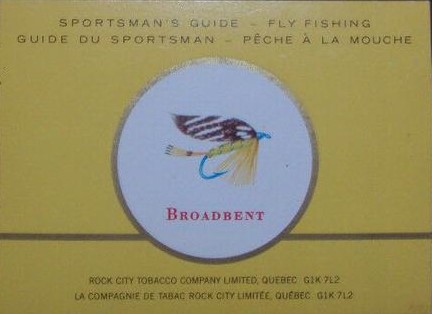 SPORTSMAN'S GUIDE – FLY FISHING
GUIDE DU SPORTSMAN – PÊCHE À LA MOUCHE
BROADBENT
ROCK CITY TOBACCO COMPANY LIMITED, QUEBEC G1K 7L2
LA COMPAGNIE DE TABAC ROCK CITY LIMITÉE, QUÉBEC G1K 7L2